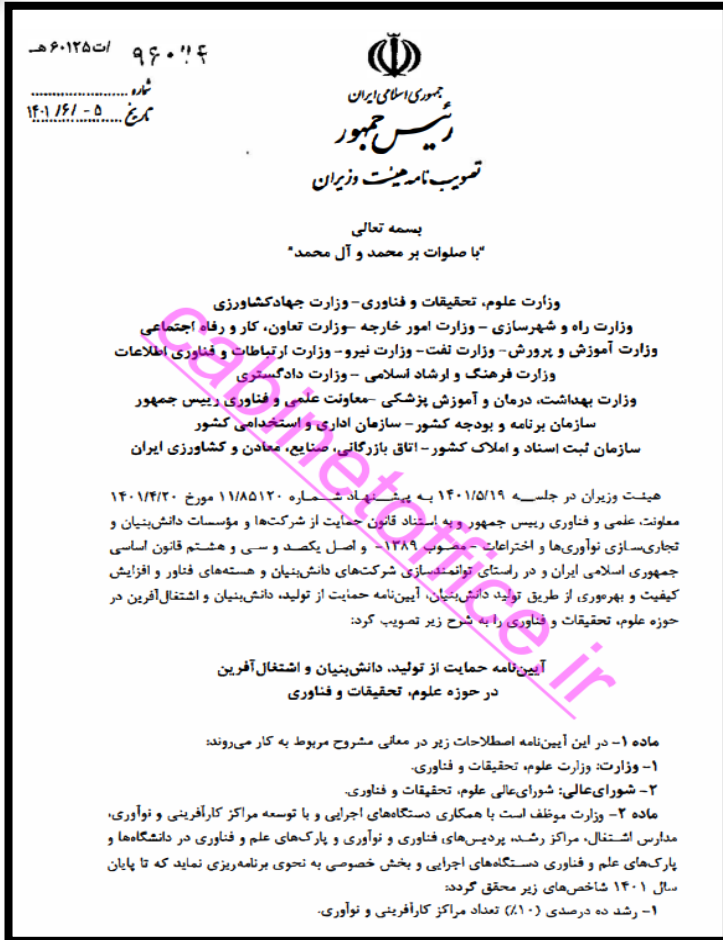 ۹۶۰۷۴ /ت۶۰۱۲۵هـ
شماره
تاریخ ۱۴۰۱/۶/۰۵
جمهوری اسلامی ایران
رئیس جمهور
تصویب نامه هیئت وزیران
بسمه تعالی
"با صلوات بر محمد و آل محمد"
وزارت علوم، تحقیقات و فناوری – وزارت جهادکشاورزی
وزارت راه و شهرسازی – وزارت امور خارجه –وزارت تعاون، کار و رفاه اجتماعی
وزارت آموزش و پرورش– وزارت نفت– وزارت نیرو– وزارت ارتباطات و فناوری اطلاعات
وزارت فرهنگ و ارشاد اسلامی – وزارت دادگستری
وزارت بهداشت، درمان و آموزش پزشکی –معاونت علمی و فناوری رییس جمهور
سازمان برنامه و بودجه کشور– سازمان اداری و استخدامی کشور
سازمان ثبت اسناد و املاک کشور– اتاق بازرگانی، صنایع، معادن و کشاورزی ایران
هیئت وزیران در جلسه ۱۴۰۱/۵/۱۹ به پیشنهاد شماره ۱۱/۸۵۱۲۰ مورخ ۱۴۰۱/۴/۲۰
معاونت علمی و فناوری رییس جمهور و به استناد قانون حمایت از شرکت‌ها و مؤسسات دانش‌بنیان و
تجاری‌سازی نوآوری‌ها و اختراعات –مصوب ۱۳۸۹– و اصل یکصد و سی و هشتم قانون اساسی
جمهوری اسلامی ایران و در راستای توانمندسازی شرکت‌های دانش‌بنیان و هسته‌های فناور و افزایش
کیفیت و بهره‌وری از طریق تولید دانش‌بنیان، آیین‌نامه حمایت از تولید، دانش‌بنیان و اشتغال‌آفرین در
حوزه علوم، تحقیقات و فناوری را به شرح زیر تصویب کرد:
آیین‌نامه حمایت از تولید، دانش‌بنیان و اشتغال‌آفرین
در حوزه علوم، تحقیقات و فناوری
ماده ۱– در این آیین‌نامه اصطلاحات زیر در معانی مشروح مربوط به کار می‌روند:
۱– وزارت: وزارت علوم، تحقیقات و فناوری.
۲– شورای‌عالی: شورای‌عالی علوم، تحقیقات و فناوری.
ماده ۲– وزارت موظف است با همکاری دستگاه‌های اجرایی و با توسعه مراکز کارآفرینی و نوآوری،
مدارس اشتغال، مراکز رشد، پردیس‌های فناوری و نوآوری و پارک‌های علم و فناوری در دانشگاه‌ها و
پارک‌های علم و فناوری دستگاه‌های اجرایی و بخش خصوصی به نحوی برنامه‌ریزی نماید که تا پایان
سال ۱۴۰۱ شاخص‌های زیر محقق گردد:
۱– رشد ده درصدی (۱۰٪) تعداد مراکز کارآفرینی و نوآوری.
cabinetoffice.ir